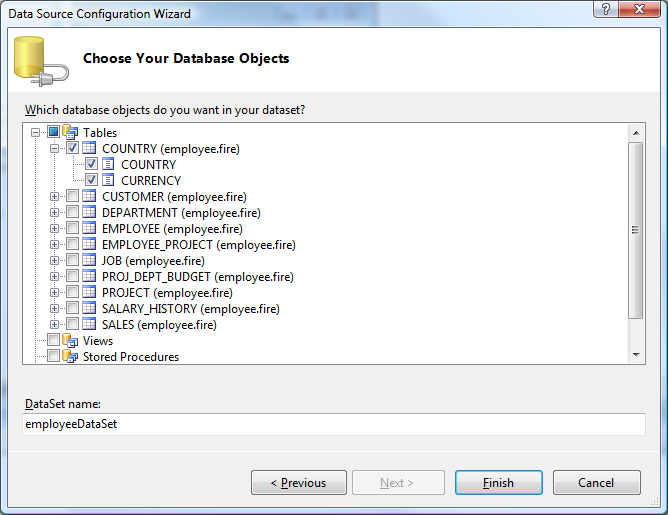 Data Source Configuration Wizard
?
Choose Your Database Objects
Which database objects do you want in your dataset?
Tables
COUNTRY (employee.fire)
COUNTRY
CURRENCY
CUSTOMER (employee.fire)
DEPARTMENT (employee.fire)
EMPLOYEE (employee.fire)
EMPLOYEE_PROJECT (employee.fire)
JOB (employee.fire)
PROJ_DEPT_BUDGET (employee.fire)
PROJECT (employee.fire)
SALARY_HISTORY (employee.fire)
SALES (employee.fire)
Views
Stored Procedures
DataSet name:
employeeDataSet
< Previous Next > Finish Cancel